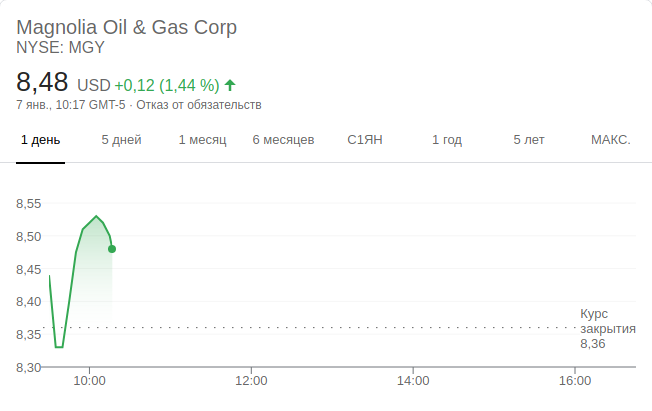 Magnolia Oil & Gas Corp
NYSE: MGY
8,48 USD +0,12 (1,44 %)
7 янв., 10:17 GMT-5 · Отказ от обязательств
1 день 5 дней 1 месяц 6 месяцев С1ЯН 1 год 5 лет МАКС.
8,55
8,50
8,45
8,40
8,35
8,30
Курс
закрытия
8,36
10:00 12:00 14:00 16:00